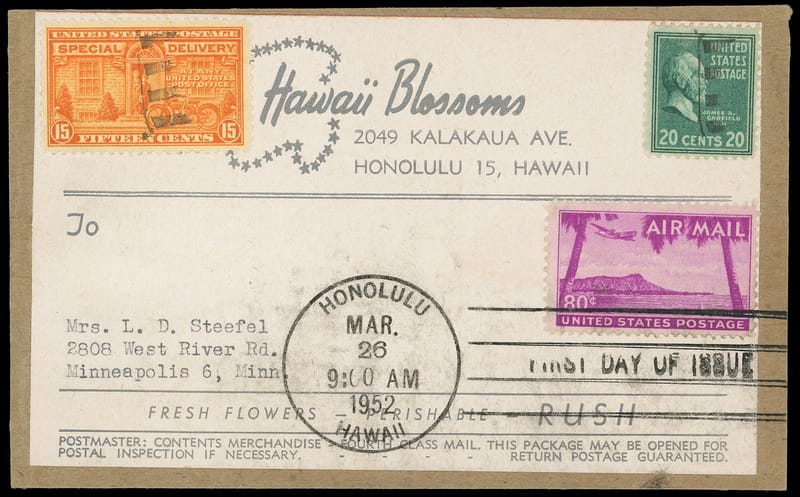 UNITED STATES POSTAGE
SPECIAL DELIVERY
AT ANY
UNITED STATES
POST OFFICE
15 FIFTEEN CENTS 15
Hawaii Blossoms
2049 KALAKAUA AVE.
HONOLULU 15, HAWAII
UNITED
STATES
POSTAGE
JAMES A.
GARFIELD
20 CENTS 20
To
AIR MAIL
80¢
UNITED STATES POSTAGE
Mrs. L. D. Steefel
2808 West River Rd.
Minneapolis 6, Minn.
HONOLULU
MAR.
26
9:00 AM
1952
HAWAII
FIRST DAY OF ISSUE
FRESH FLOWERS - PERISHABLE - RUSH
POSTMASTER: CONTENTS MERCHANDISE - FOURTH CLASS MAIL. THIS PACKAGE MAY BE OPENED FOR
POSTAL INSPECTION IF NECESSARY. - - - - RETURN POSTAGE GUARANTEED.